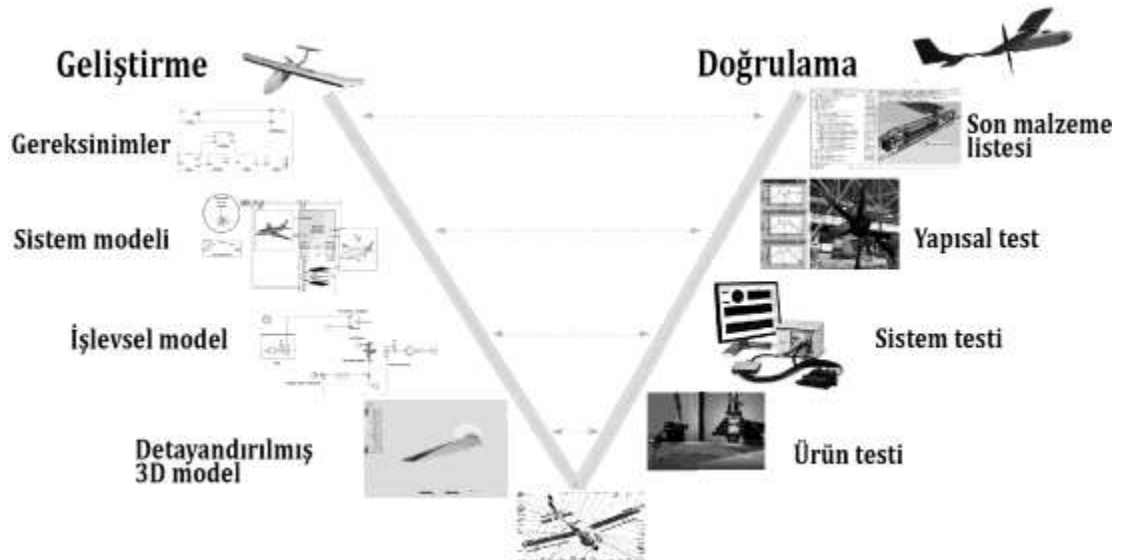 Geliştirme
Doğrulama
Gereksinimler
Son malzeme
listesi
Sistem modeli
Yapısal test
İşlevsel model
Sistem testi
Detayandırılmış
3D model
Ürün testi